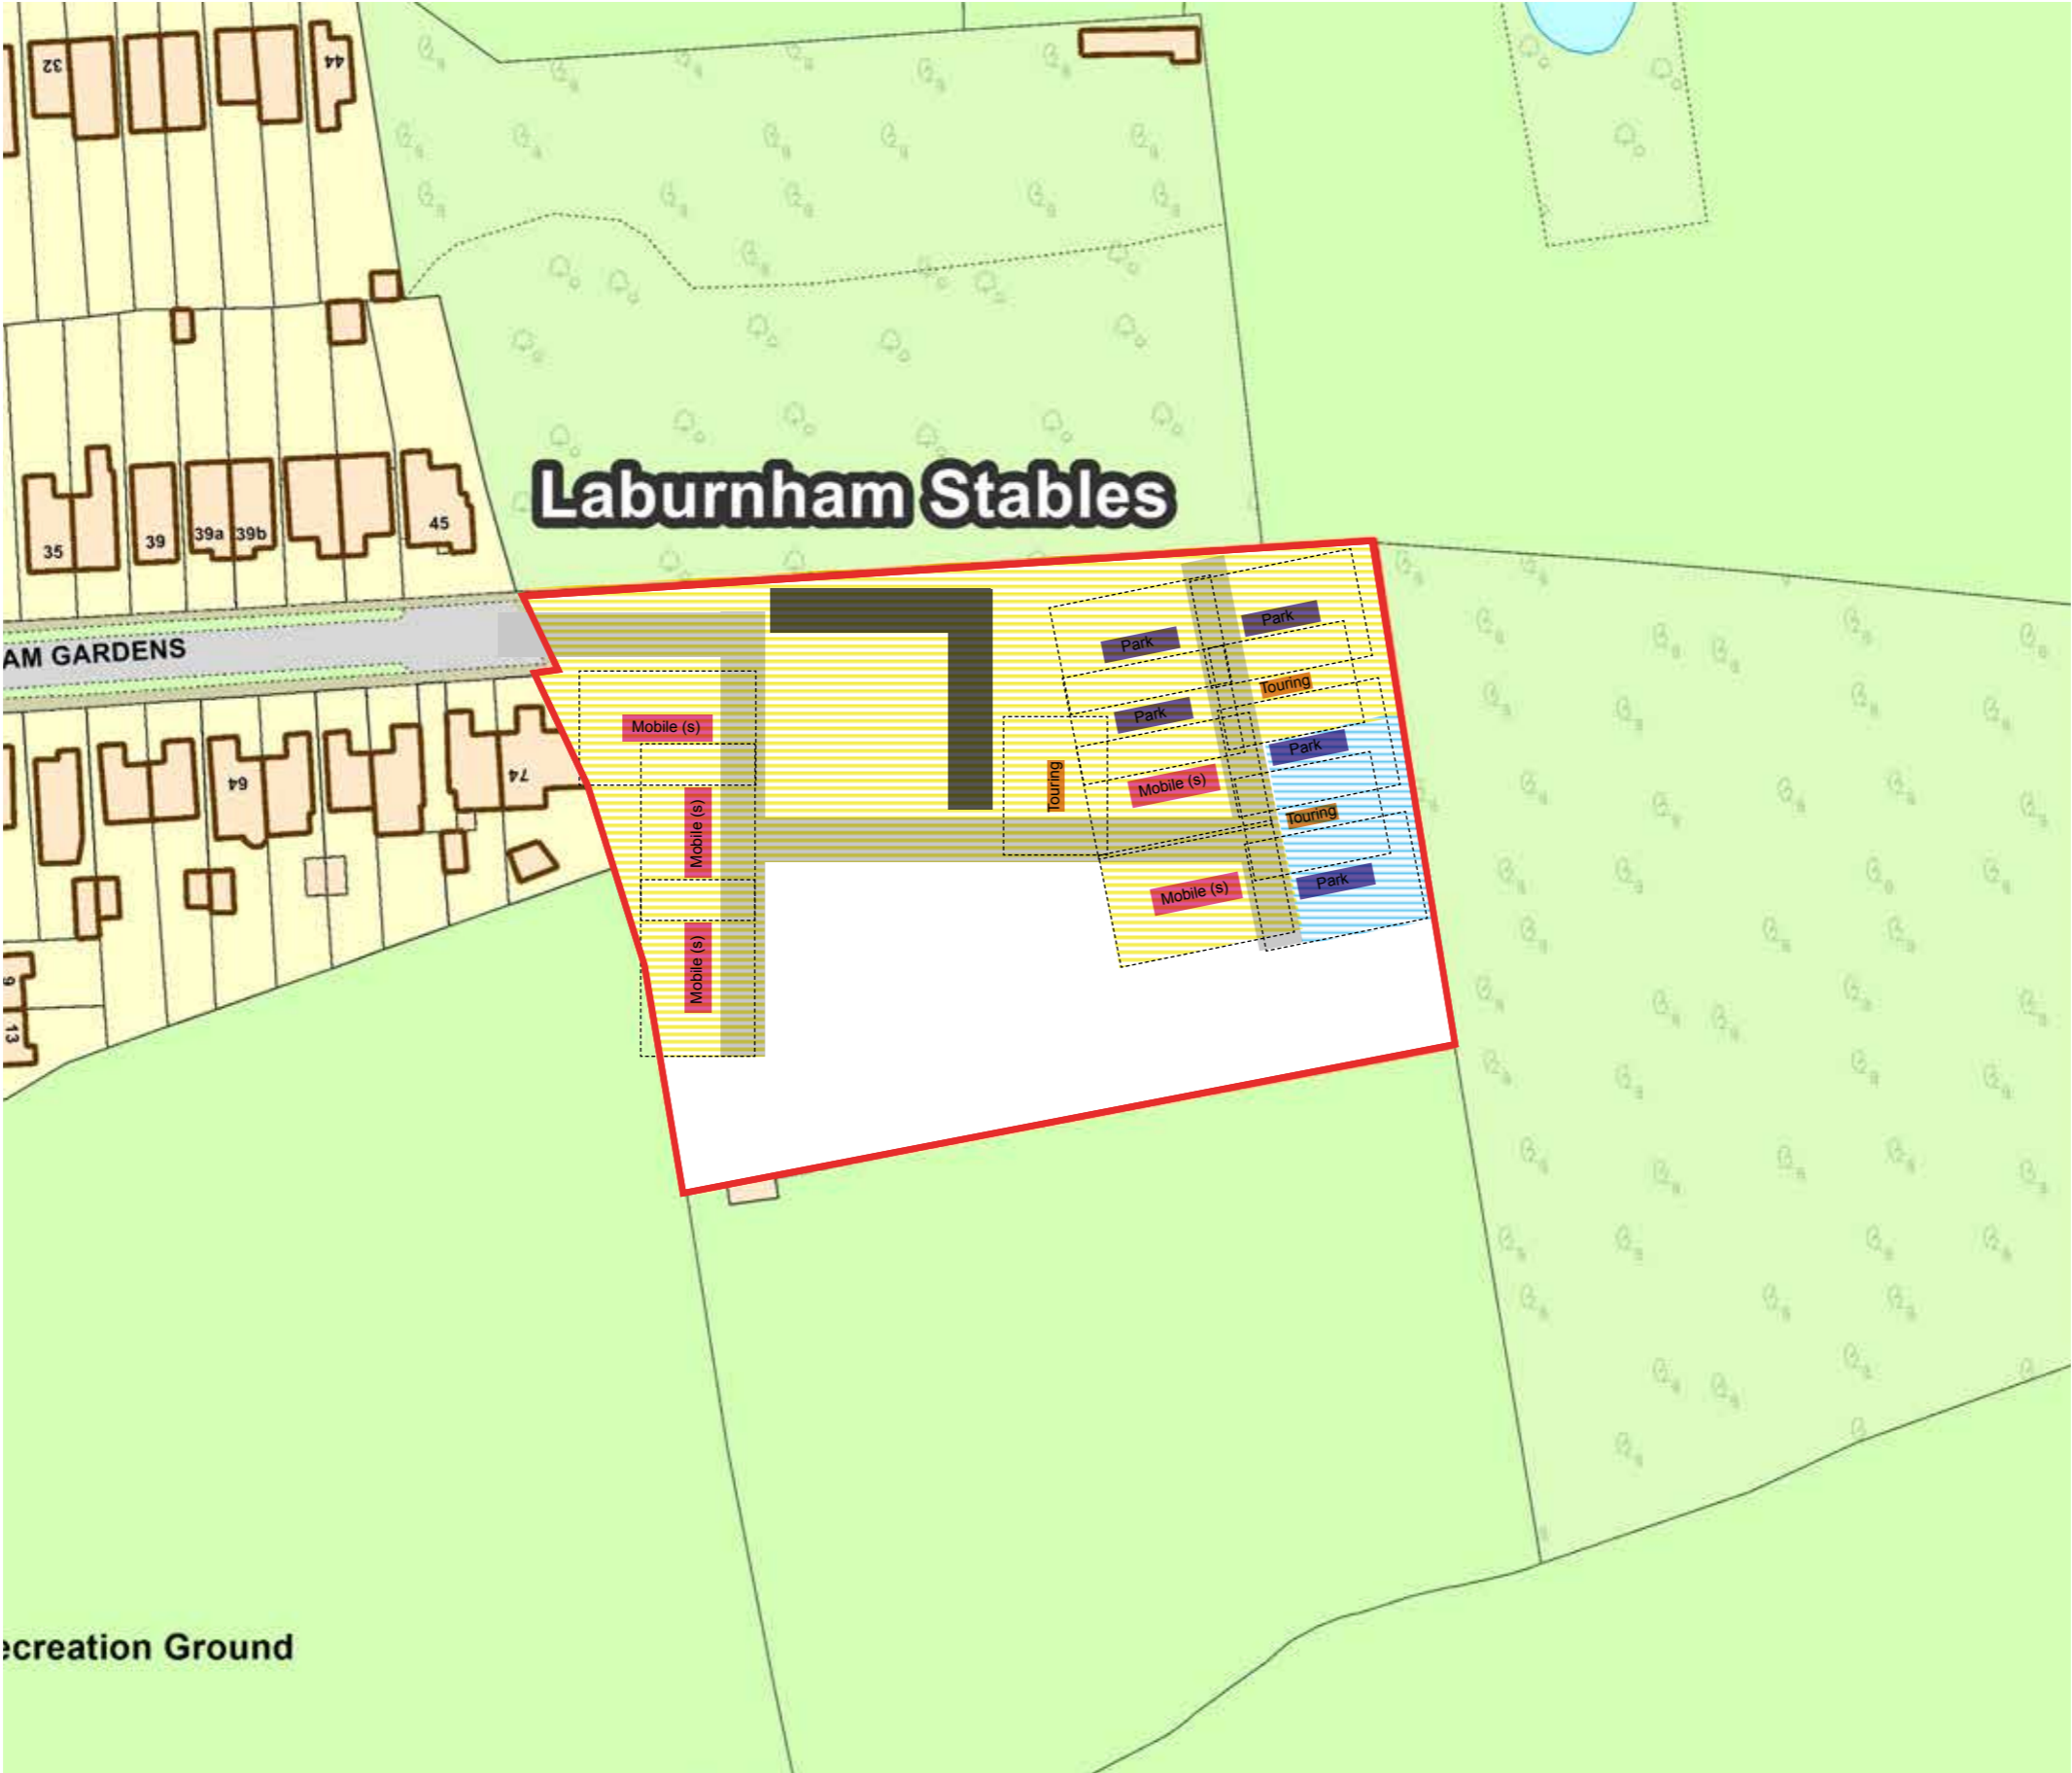 32
44
35
39
39a
39b
45
Laburnham Stables
AM GARDENS
64
74
9
13
Park
Park
Touring
Park
Park
Mobile (s)
Touring
Mobile (s)
Touring
Mobile (s)
Park
Mobile (s)
Mobile (s)
ecreation Ground